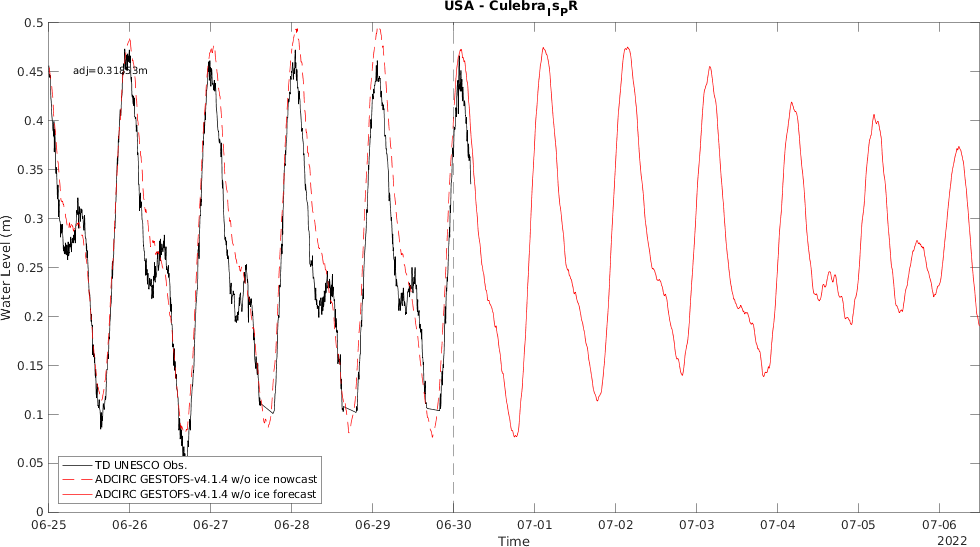 USA - Culebra_Is_PR
0.5
0.45
0.4
0.35
0.3
0.25
0.2
0.15
0.1
0.05
0
Water Level (m)
adj=0.31853m
TD UNESCO Obs.
ADCIRC GESTOFS-v4.1.4 w/o ice nowcast
ADCIRC GESTOFS-v4.1.4 w/o ice forecast
06-25 06-26 06-27 06-28 06-29 06-30 07-01 07-02 07-03 07-04 07-05 07-06
Time
2022